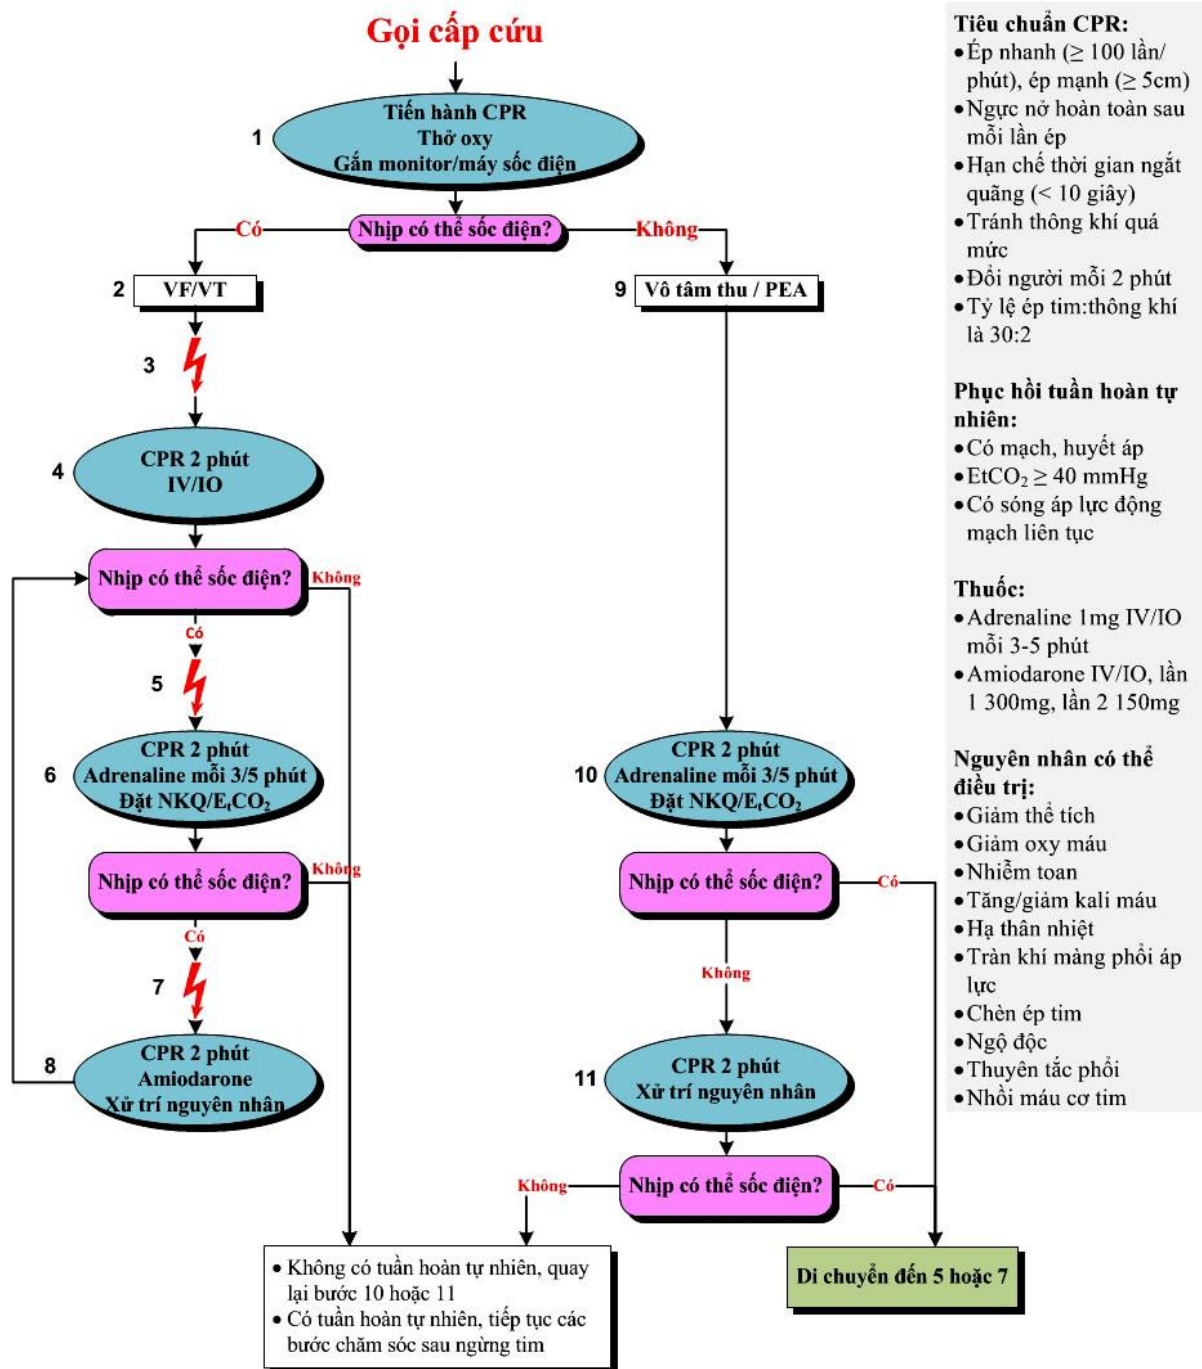 Gọi cấp cứu
1
Tiến hành CPR
Thở oxy
Gắn monitor/máy sốc điện
Nhịp có thể sốc điện?
Có
Không
2
VF/VT
3
4
CPR 2 phút
IV/IO
Nhịp có thể sốc điện?
Không
Có
5
6
CPR 2 phút
Adrenaline mỗi 3/5 phút
Đặt NKQ/EtCO₂
Nhịp có thể sốc điện?
Không
Có
7
8
CPR 2 phút
Amiodarone
Xử trí nguyên nhân
9
Vô tâm thu / PEA
10
CPR 2 phút
Adrenaline mỗi 3/5 phút
Đặt NKQ/EtCO₂
Nhịp có thể sốc điện?
Có
Không
11
CPR 2 phút
Xử trí nguyên nhân
Nhịp có thể sốc điện?
Không
Có
• Không có tuần hoàn tự nhiên, quay
lại bước 10 hoặc 11
• Có tuần hoàn tự nhiên, tiếp tục các
bước chăm sóc sau ngừng tim
Di chuyển đến 5 hoặc 7
Tiêu chuẩn CPR:
• Ép nhanh (≥ 100 lần/
phút), ép mạnh (≥ 5cm)
• Ngực nở hoàn toàn sau
mỗi lần ép
• Hạn chế thời gian ngắt
quãng (< 10 giây)
• Tránh thông khí quá
mức
• Đổi người mỗi 2 phút
• Tỷ lệ ép tim:thông khí
là 30:2
Phục hồi tuần hoàn tự
nhiên:
• Có mạch, huyết áp
• EtCO₂ ≥ 40 mmHg
• Có sóng áp lực động
mạch liên tục
Thuốc:
• Adrenaline 1mg IV/IO
mỗi 3-5 phút
• Amiodarone IV/IO, lần
1 300mg, lần 2 150mg
Nguyên nhân có thể
điều trị:
• Giảm thể tích
• Giảm oxy máu
• Nhiễm toan
• Tăng/giảm kali máu
• Hạ thân nhiệt
• Tràn khí màng phổi áp
lực
• Chèn ép tim
• Ngộ độc
• Thuyên tắc phổi
• Nhồi máu cơ tim